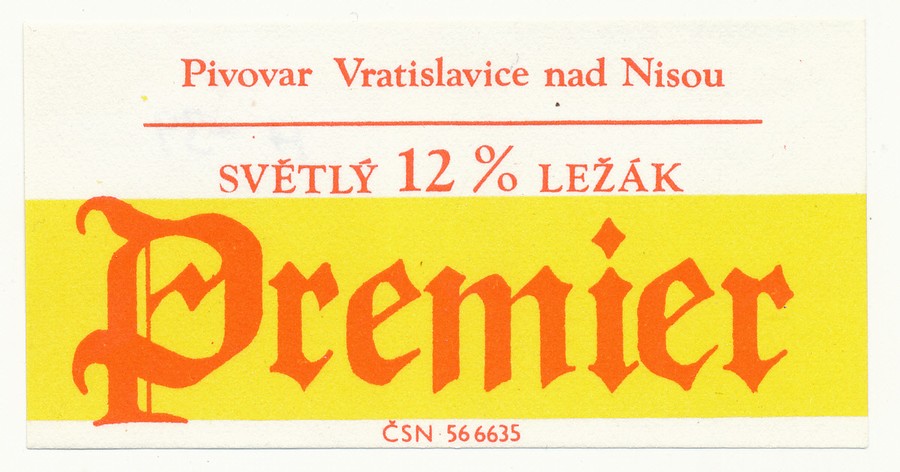 Pivovar Vratislavice nad Nisou
SVĚTLÝ 12 % LEŽÁK
Premier
ČSN 56 6635